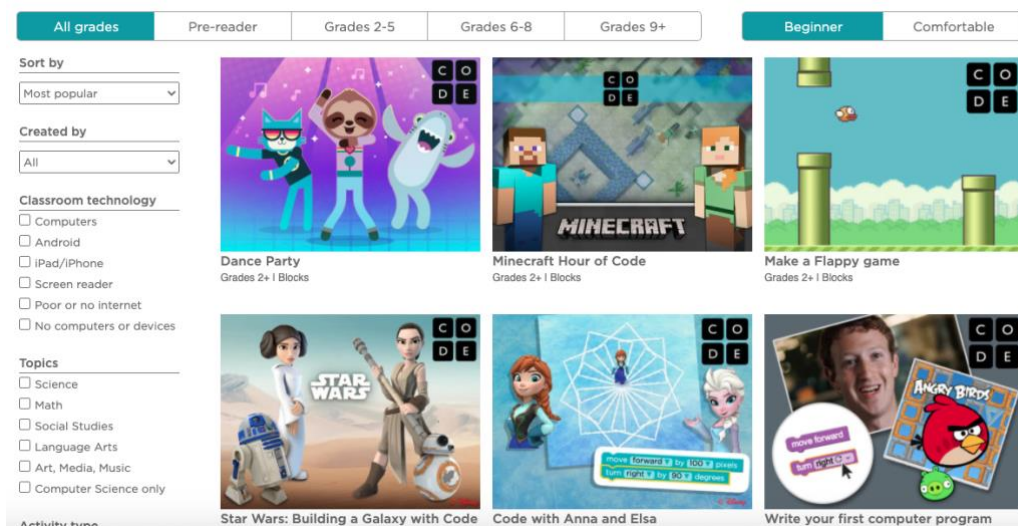 All grades
Pre-reader
Grades 2-5
Grades 6-8
Grades 9+
Beginner
Comfortable
Sort by
Most popular
Created by
All
Classroom technology
Computers
Android
iPad/iPhone
Screen reader
Poor or no internet
No computers or devices
Topics
Science
Math
Social Studies
Language Arts
Art, Media, Music
Computer Science only
Activity type
C O
D E
Dance Party
Grades 2+ | Blocks
C O
D E
MINECRAFT
Minecraft Hour of Code
Grades 2+ | Blocks
C O
D E
Make a Flappy game
Grades 2+ | Blocks
C O
D E
STAR
WARS
Star Wars: Building a Galaxy with Code
C O
D E
move forward by 100 pixels
turn right by 90 degrees
© Disney
Code with Anna and Elsa
C O
D E
ANGRY BIRDS
move forward
turn right
Write your first computer program